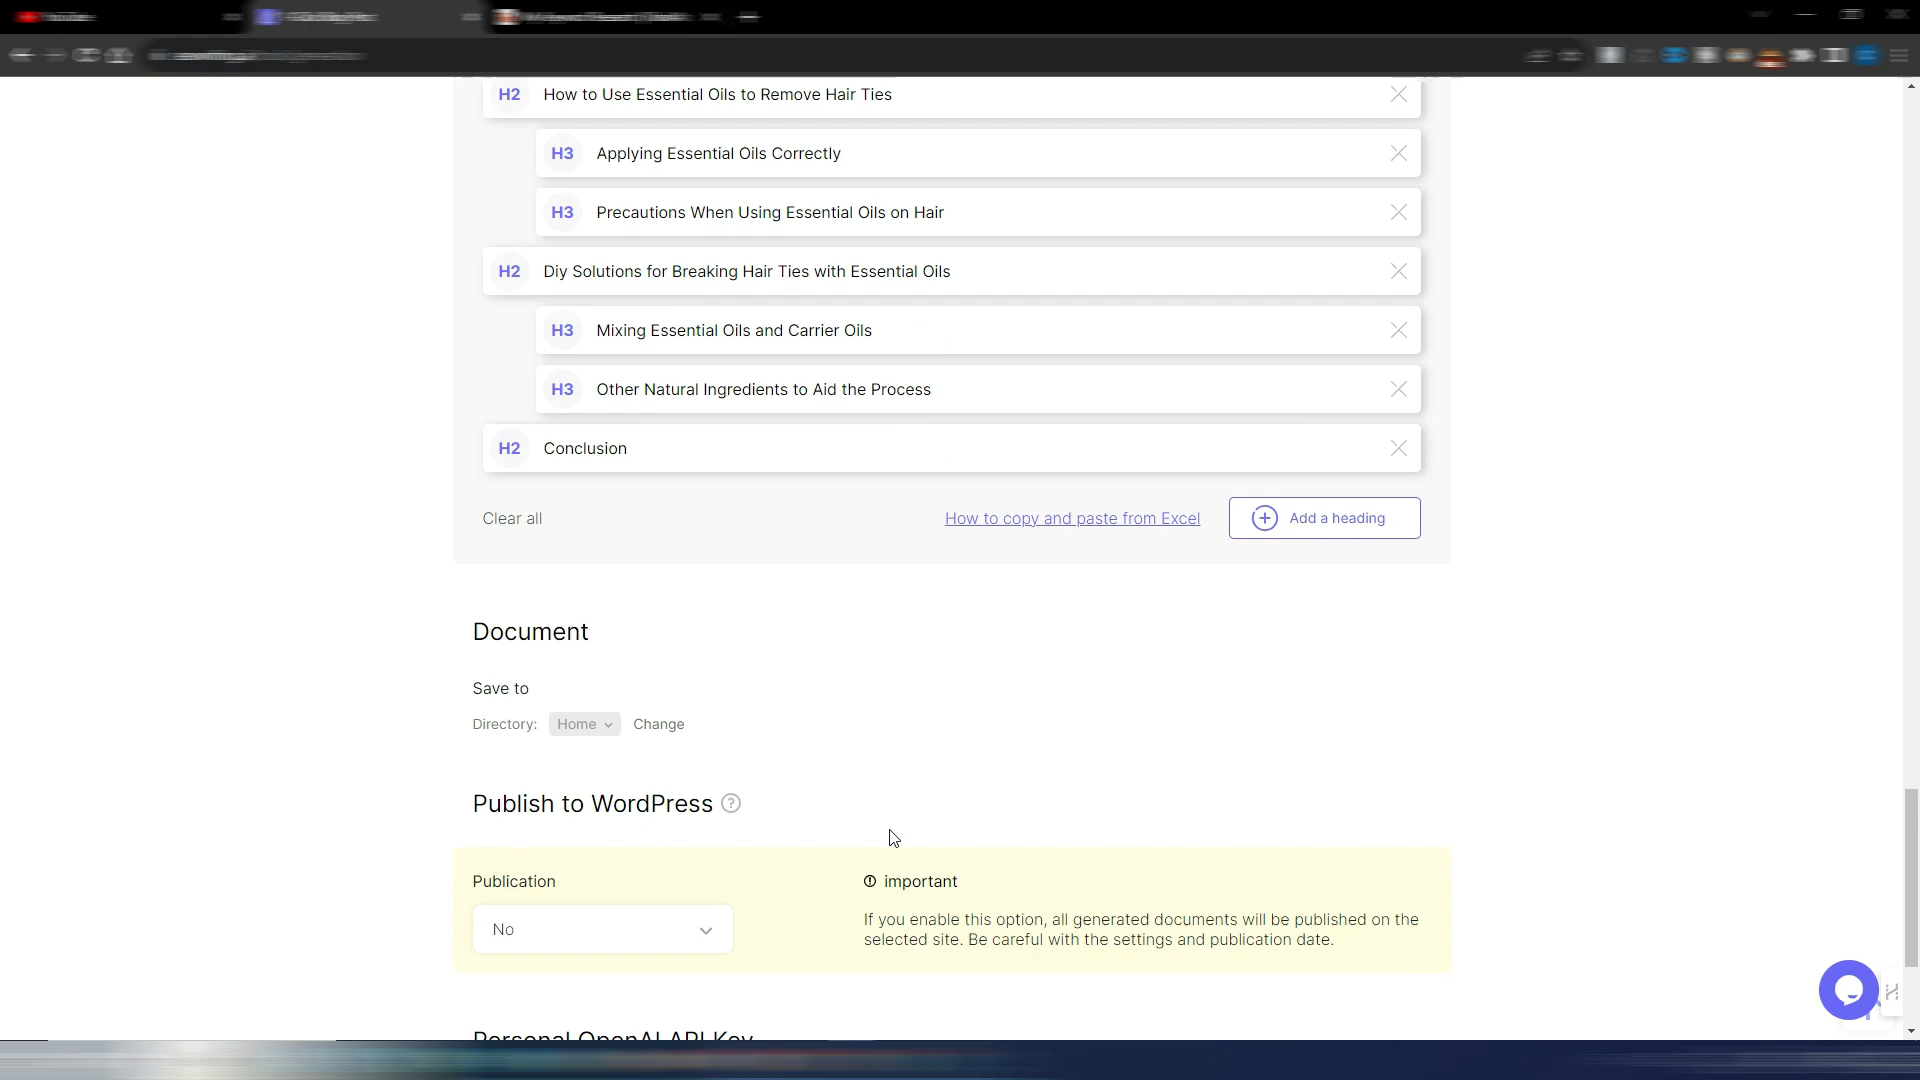 H2 How to Use Essential Oils to Remove Hair Ties
H3 Applying Essential Oils Correctly
H3 Precautions When Using Essential Oils on Hair
H2 Diy Solutions for Breaking Hair Ties with Essential Oils
H3 Mixing Essential Oils and Carrier Oils
H3 Other Natural Ingredients to Aid the Process
H2 Conclusion
Clear all How to copy and paste from Excel Add a heading
Document
Save to
Directory: Home Change
Publish to WordPress
Publication important
No If you enable this option, all generated documents will be published on the
selected site. Be careful with the settings and publication date.
Personal OpenAI API Key